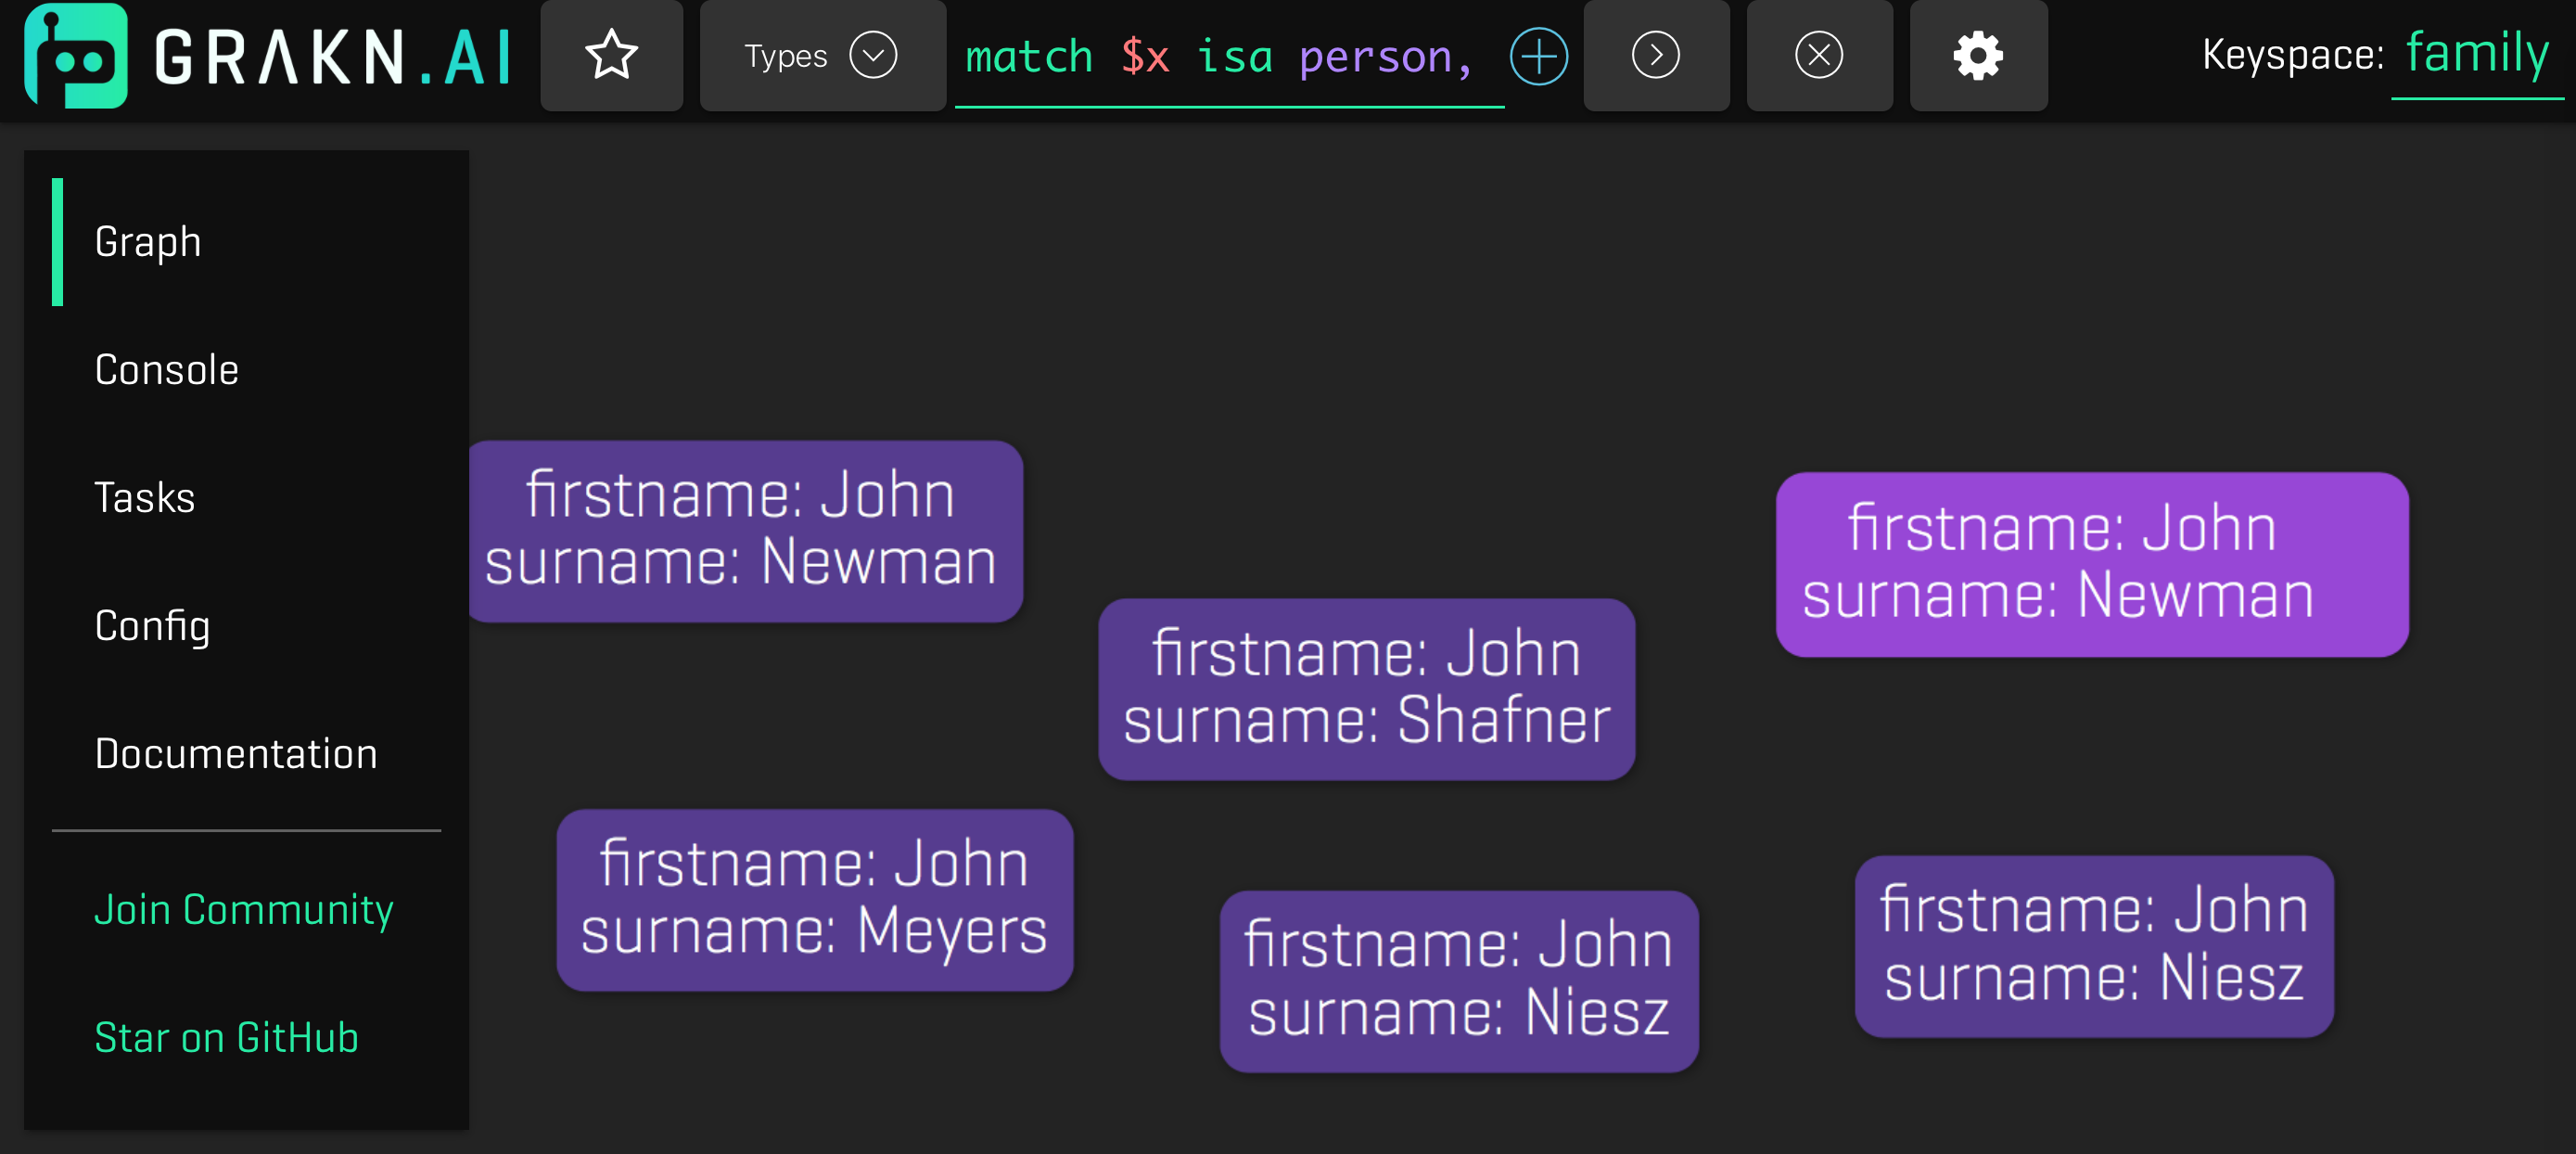 GRAKN.AI
Types
match $x isa person,
Keyspace: family
Graph
Console
Tasks
Config
Documentation
Join Community
Star on GitHub
firstname: John
surname: Newman
firstname: John
surname: Newman
firstname: John
surname: Shafner
firstname: John
surname: Meyers
firstname: John
surname: Niesz
firstname: John
surname: Niesz